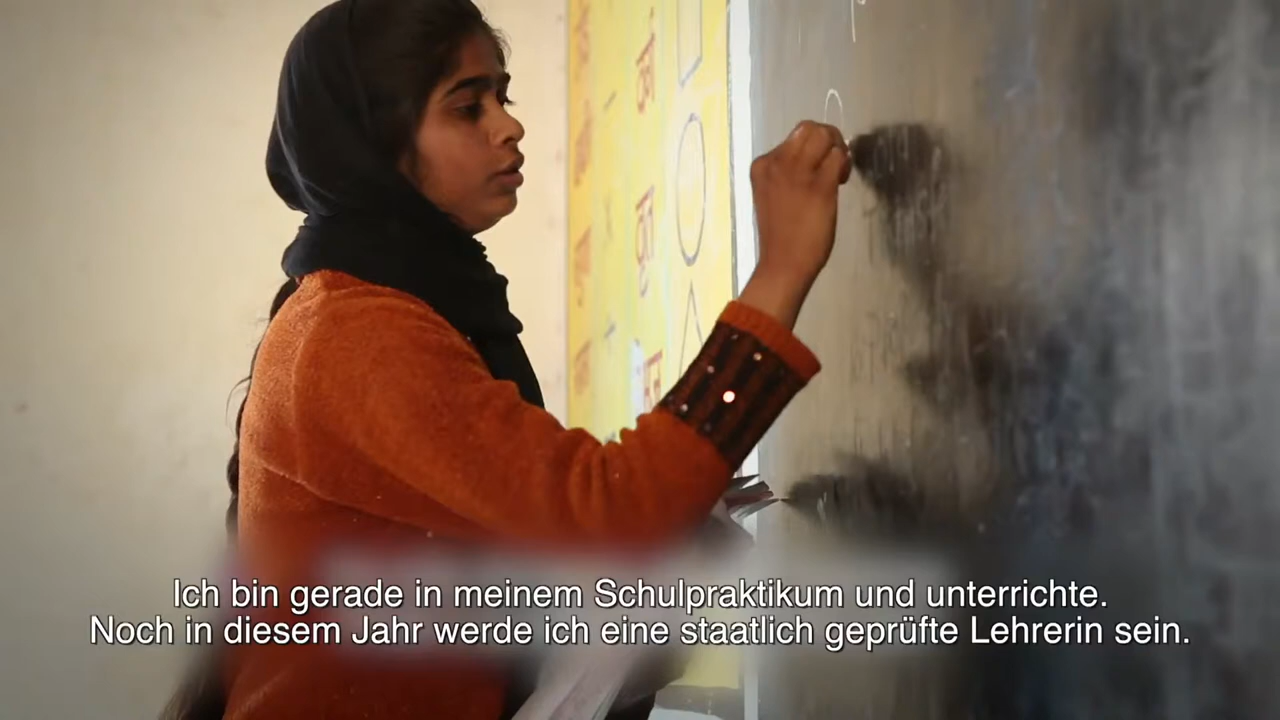 Ich bin gerade in meinem Schulpraktikum und unterrichte.
Noch in diesem Jahr werde ich eine staatlich geprüfte Lehrerin sein.